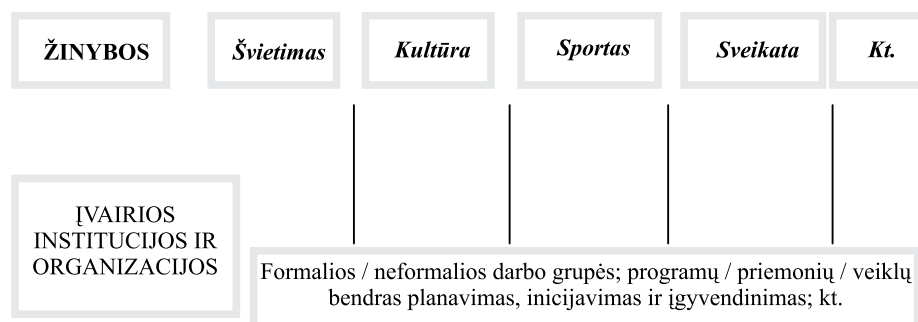 ŽINYBOS
Švietimas
Kultūra
Sportas
Sveikata
Kt.
ĮVAIRIOS
INSTITUCIJOS IR
ORGANIZACIJOS
Formalios / neformalios darbo grupės; programų / priemonių / veiklų
bendras planavimas, inicijavimas ir įgyvendinimas; kt.